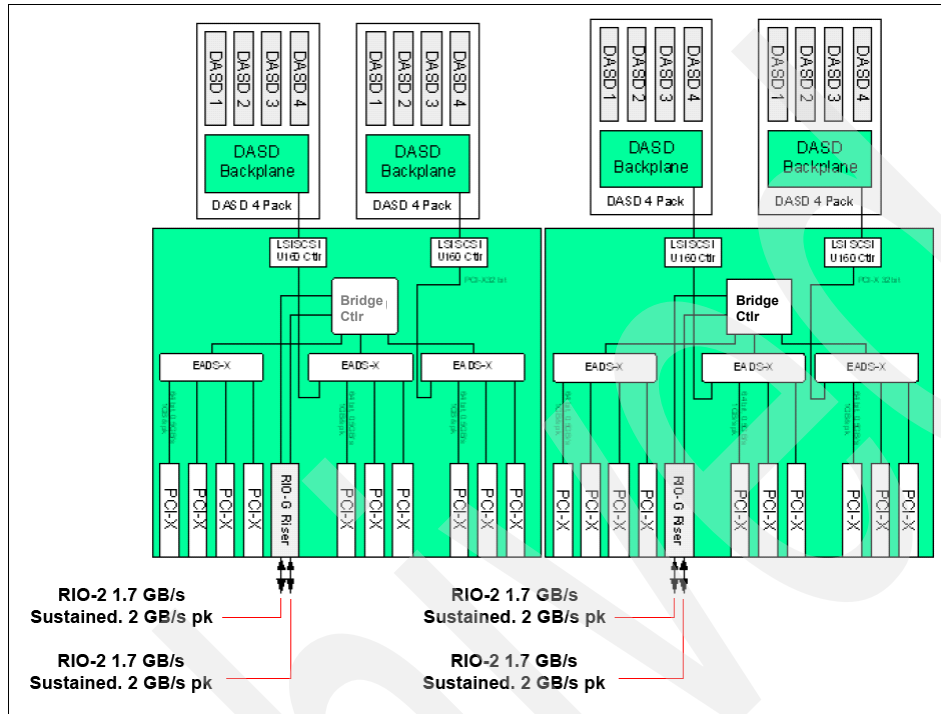 DASD 1
DASD 2
DASD 3
DASD 4
DASD 1
DASD 2
DASD 3
DASD 4
DASD 1
DASD 2
DASD 3
DASD 4
DASD 1
DASD 2
DASD 3
DASD 4
DASD
Backplane
DASD
Backplane
DASD
Backplane
DASD
Backplane
DASD 4 Pack
DASD 4 Pack
DASD 4 Pack
DASD 4 Pack
LSI SCSI
U160 Ctlr
LSI SCSI
U160 Ctlr
LSI SCSI
U160 Ctlr
LSI SCSI
U160 Ctlr
PCI-X 32 bit
PCI-X 32 bit
Bridge
Ctlr
Bridge
Ctlr
EADS-X
EADS-X
EADS-X
EADS-X
EADS-X
EADS-X
PCI-X
PCI-X
PCI-X
PCI-X
RIO-G Riser
PCI-X
PCI-X
PCI-X
PCI-X
PCI-X
PCI-X
PCI-X
PCI-X
PCI-X
PCI-X
RIO-G Riser
PCI-X
PCI-X
PCI-X
PCI-X
PCI-X
PCI-X
RIO-2 1.7 GB/s
Sustained. 2 GB/s pk
RIO-2 1.7 GB/s
Sustained. 2 GB/s pk
RIO-2 1.7 GB/s
Sustained. 2 GB/s pk
RIO-2 1.7 GB/s
Sustained. 2 GB/s pk